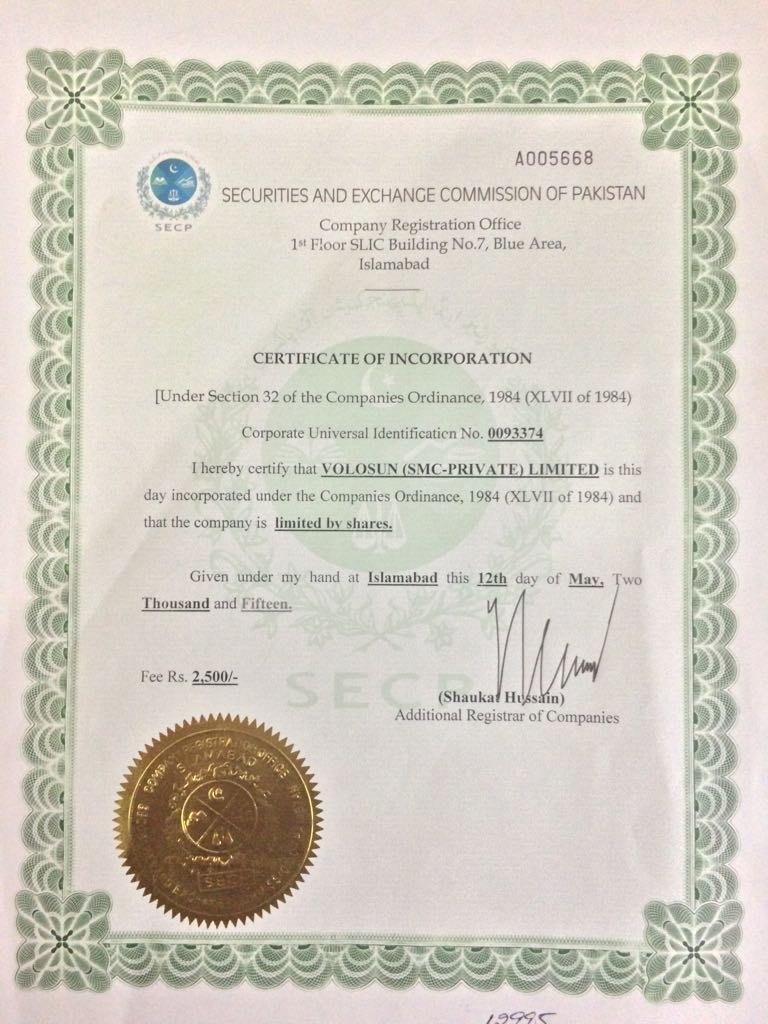 A005668
SECP
SECURITIES AND EXCHANGE COMMISSION OF PAKISTAN
Company Registration Office
1st Floor SLIC Building No.7, Blue Area,
Islamabad
CERTIFICATE OF INCORPORATION
[Under Section 32 of the Companies Ordinance, 1984 (XLVII of 1984)
Corporate Universal Identification No. 0093374
I hereby certify that VOLOSUN (SMC-PRIVATE) LIMITED is this
day incorporated under the Companies Ordinance, 1984 (XLVII of 1984) and
that the company is limited by shares.
Given under my hand at Islamabad this 12th day of May, Two
Thousand and Fifteen.
Fee Rs. 2,500/-
SECP
(Shaukat Hussain)
Additional Registrar of Companies
COMPANY REGISTRATION OFFICE
ISLAMABAD